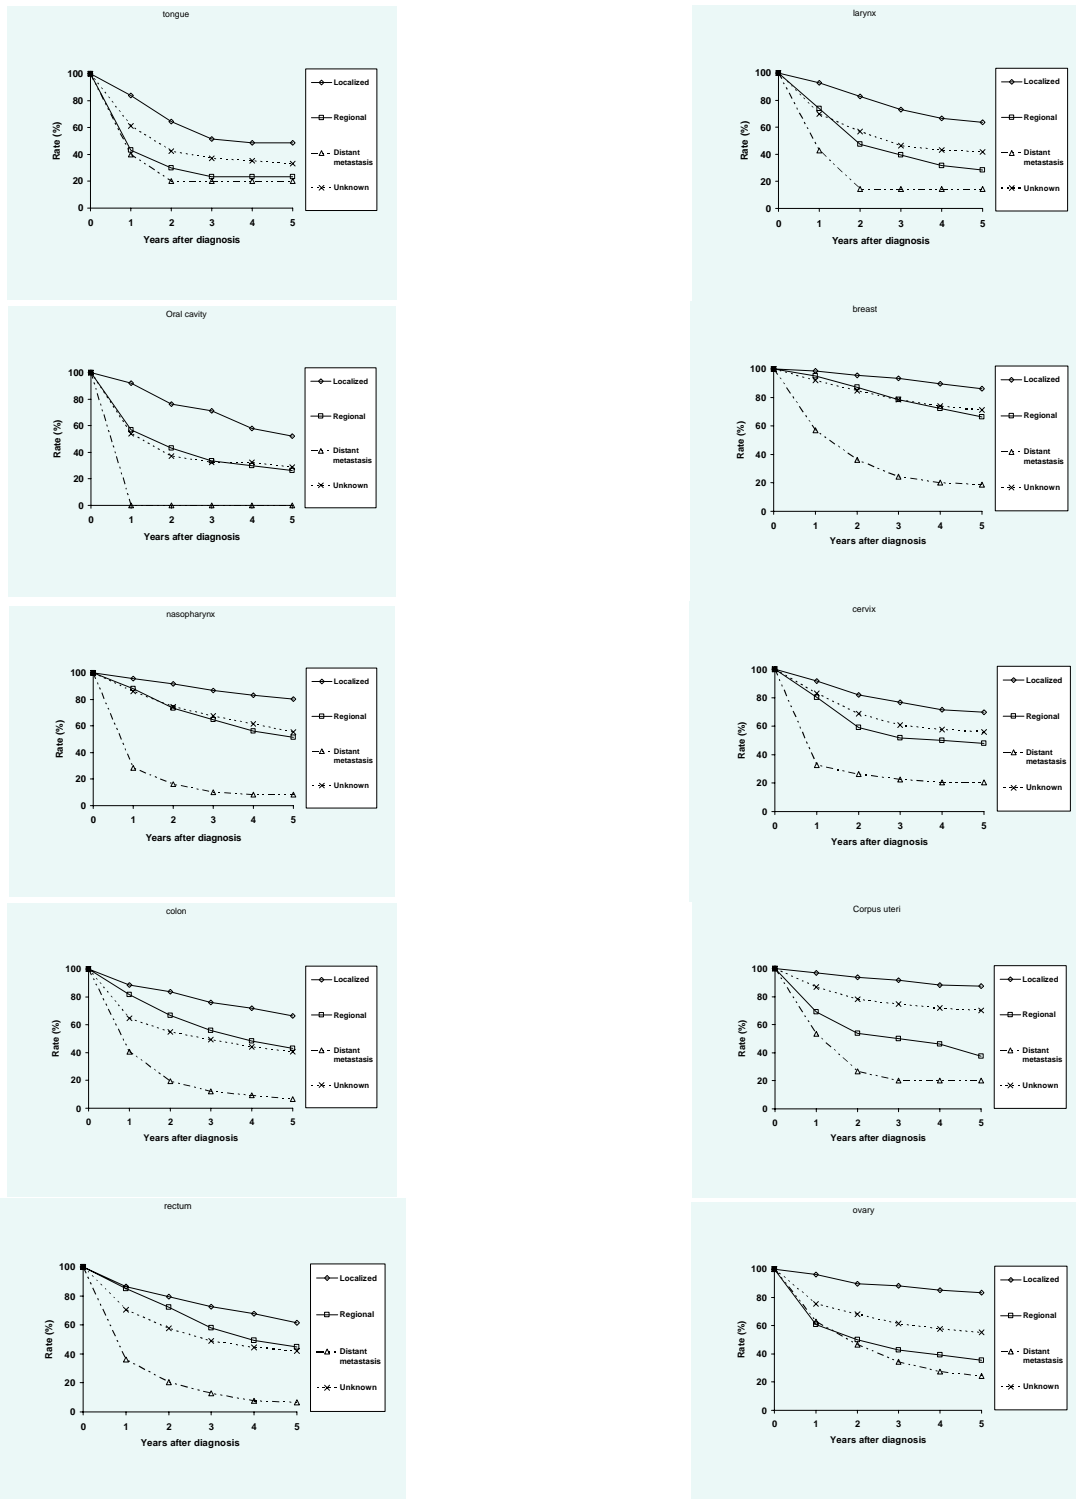 tongue
100
80
60
40
20
0
0 1 2 3 4 5
Rate (%)
Years after diagnosis
Localized
Regional
Distant
metastasis
Unknown
larynx
100
80
60
40
20
0
0 1 2 3 4 5
Rate (%)
Years after diagnosis
Localized
Regional
Distant
metastasis
Unknown
Oral cavity
100
80
60
40
20
0
0 1 2 3 4 5
Rate (%)
Years after diagnosis
Localized
Regional
Distant
metastasis
Unknown
breast
100
80
60
40
20
0
0 1 2 3 4 5
Rate (%)
Years after diagnosis
Localized
Regional
Distant
metastasis
Unknown
nasopharynx
100
80
60
40
20
0
0 1 2 3 4 5
Rate (%)
Years after diagnosis
Localized
Regional
Distant
metastasis
Unknown
cervix
100
80
60
40
20
0
0 1 2 3 4 5
Rate (%)
Years after diagnosis
Localized
Regional
Distant
metastasis
Unknown
colon
100
80
60
40
20
0
0 1 2 3 4 5
Rate (%)
Years after diagnosis
Localized
Regional
Distant
metastasis
Unknown
Corpus uteri
100
80
60
40
20
0
0 1 2 3 4 5
Rate (%)
Years after diagnosis
Localized
Regional
Distant
metastasis
Unknown
rectum
100
80
60
40
20
0
0 1 2 3 4 5
Rate (%)
Years after diagnosis
Localized
Regional
Distant
metastasis
Unknown
ovary
100
80
60
40
20
0
0 1 2 3 4 5
Rate (%)
Years after diagnosis
Localized
Regional
Distant
metastasis
Unknown